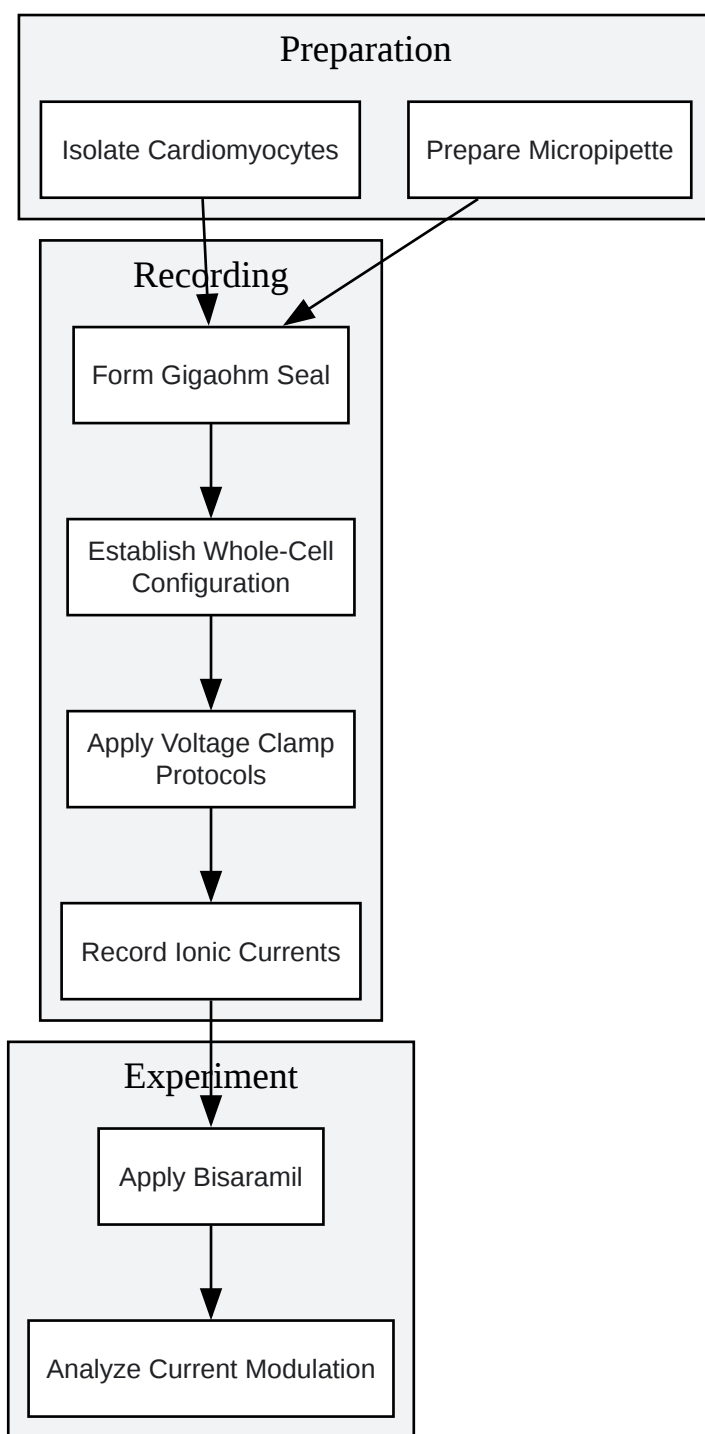 Preparation
Isolate Cardiomyocytes
Prepare Micropipette
Recording
Form Gigaohm Seal
Establish Whole-Cell
Configuration
Apply Voltage Clamp
Protocols
Record Ionic Currents
Experiment
Apply Bisaramil
Analyze Current Modulation